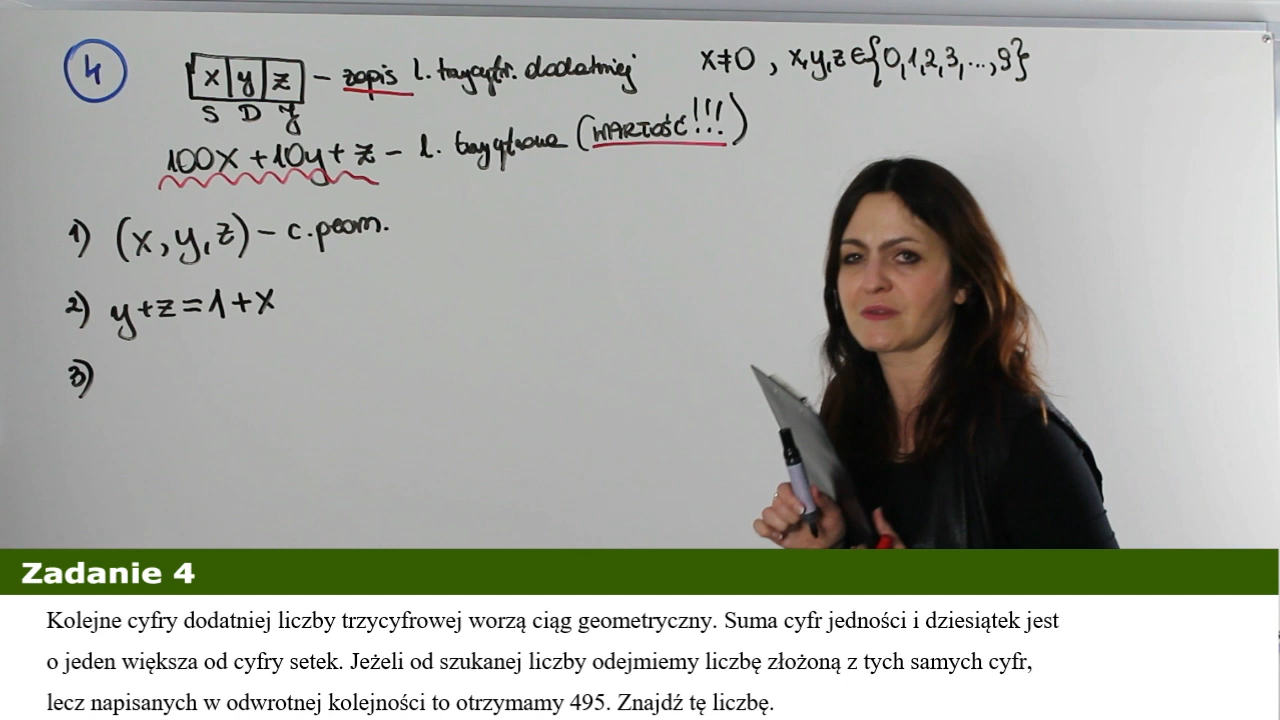 4
x y z – zapis l. trzycyfr. dodatniej x≠0 , x,y,z∈{0,1,2,3,...,9}
S D J
100x + 10y + z – l. trzycyfrowa (WARTOŚĆ!!!)
1) (x, y, z) – c. geom.
2) y+z=1+x
3)
Zadanie 4
Kolejne cyfry dodatniej liczby trzycyfrowej worzą ciąg geometryczny. Suma cyfr jedności i dziesiątek jest
o jeden większa od cyfry setek. Jeżeli od szukanej liczby odejmiemy liczbę złożoną z tych samych cyfr,
lecz napisanych w odwrotnej kolejności to otrzymamy 495. Znajdź tę liczbę.